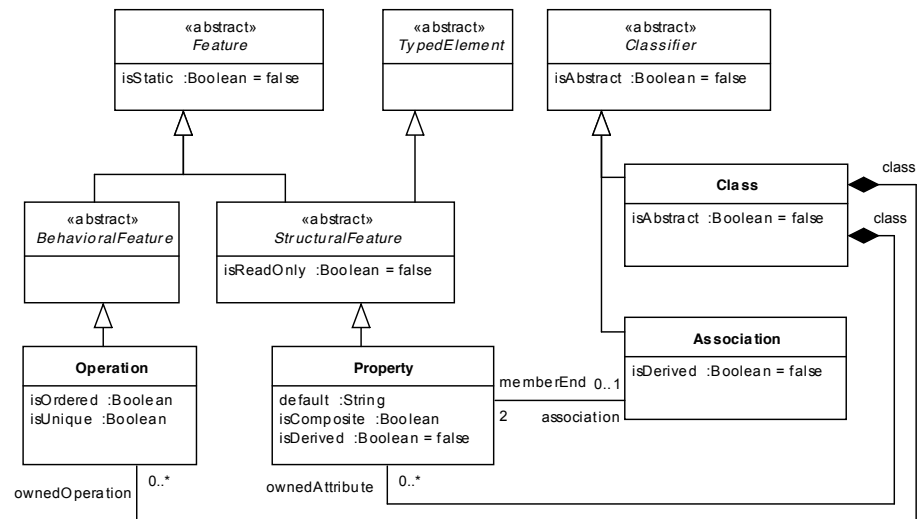 «abstract»
Feature
isStatic :Boolean = false
«abstract»
TypedElement
«abstract»
Classifier
isAbstract :Boolean = false
class
Class
isAbstract :Boolean = false
class
«abstract»
BehavioralFeature
«abstract»
StructuralFeature
isReadOnly :Boolean = false
Association
isDerived :Boolean = false
Operation
isOrdered :Boolean
isUnique :Boolean
Property
default :String
isComposite :Boolean
isDerived :Boolean = false
memberEnd 0..1
2 association
ownedOperation 0..*
ownedAttribute 0..*